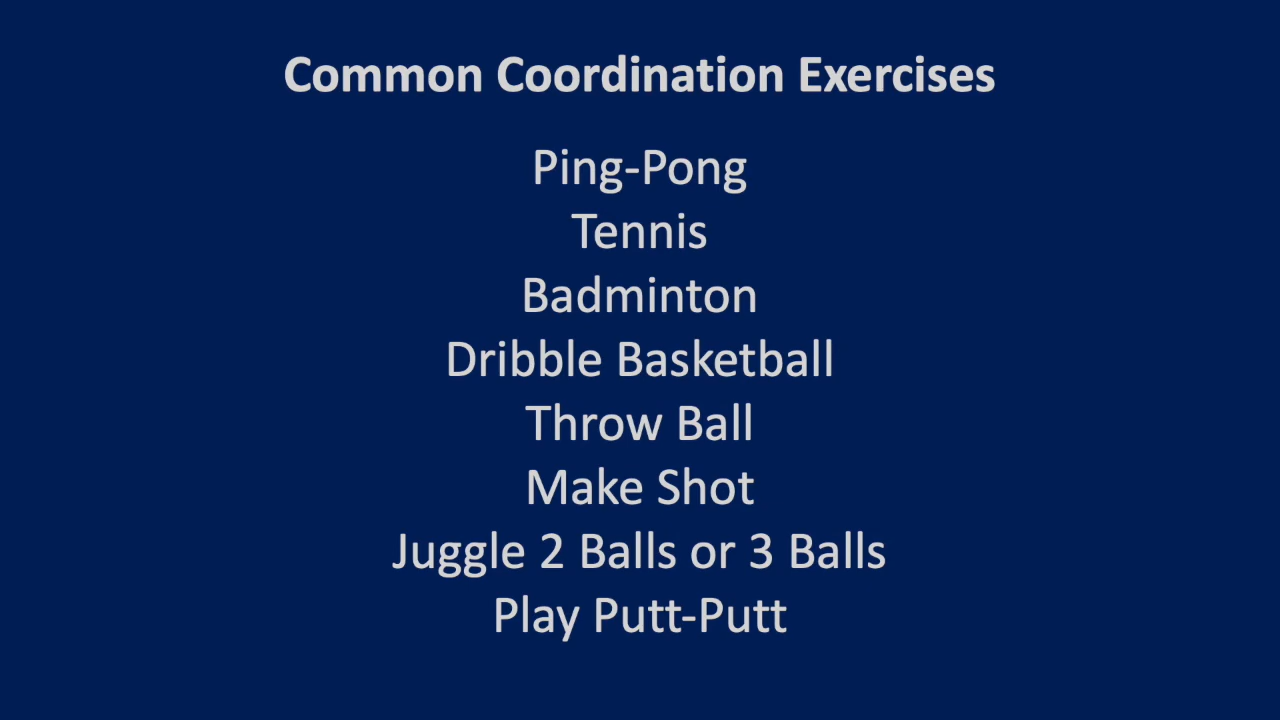 Common Coordination Exercises
Ping-Pong
Tennis
Badminton
Dribble Basketball
Throw Ball
Make Shot
Juggle 2 Balls or 3 Balls
Play Putt-Putt